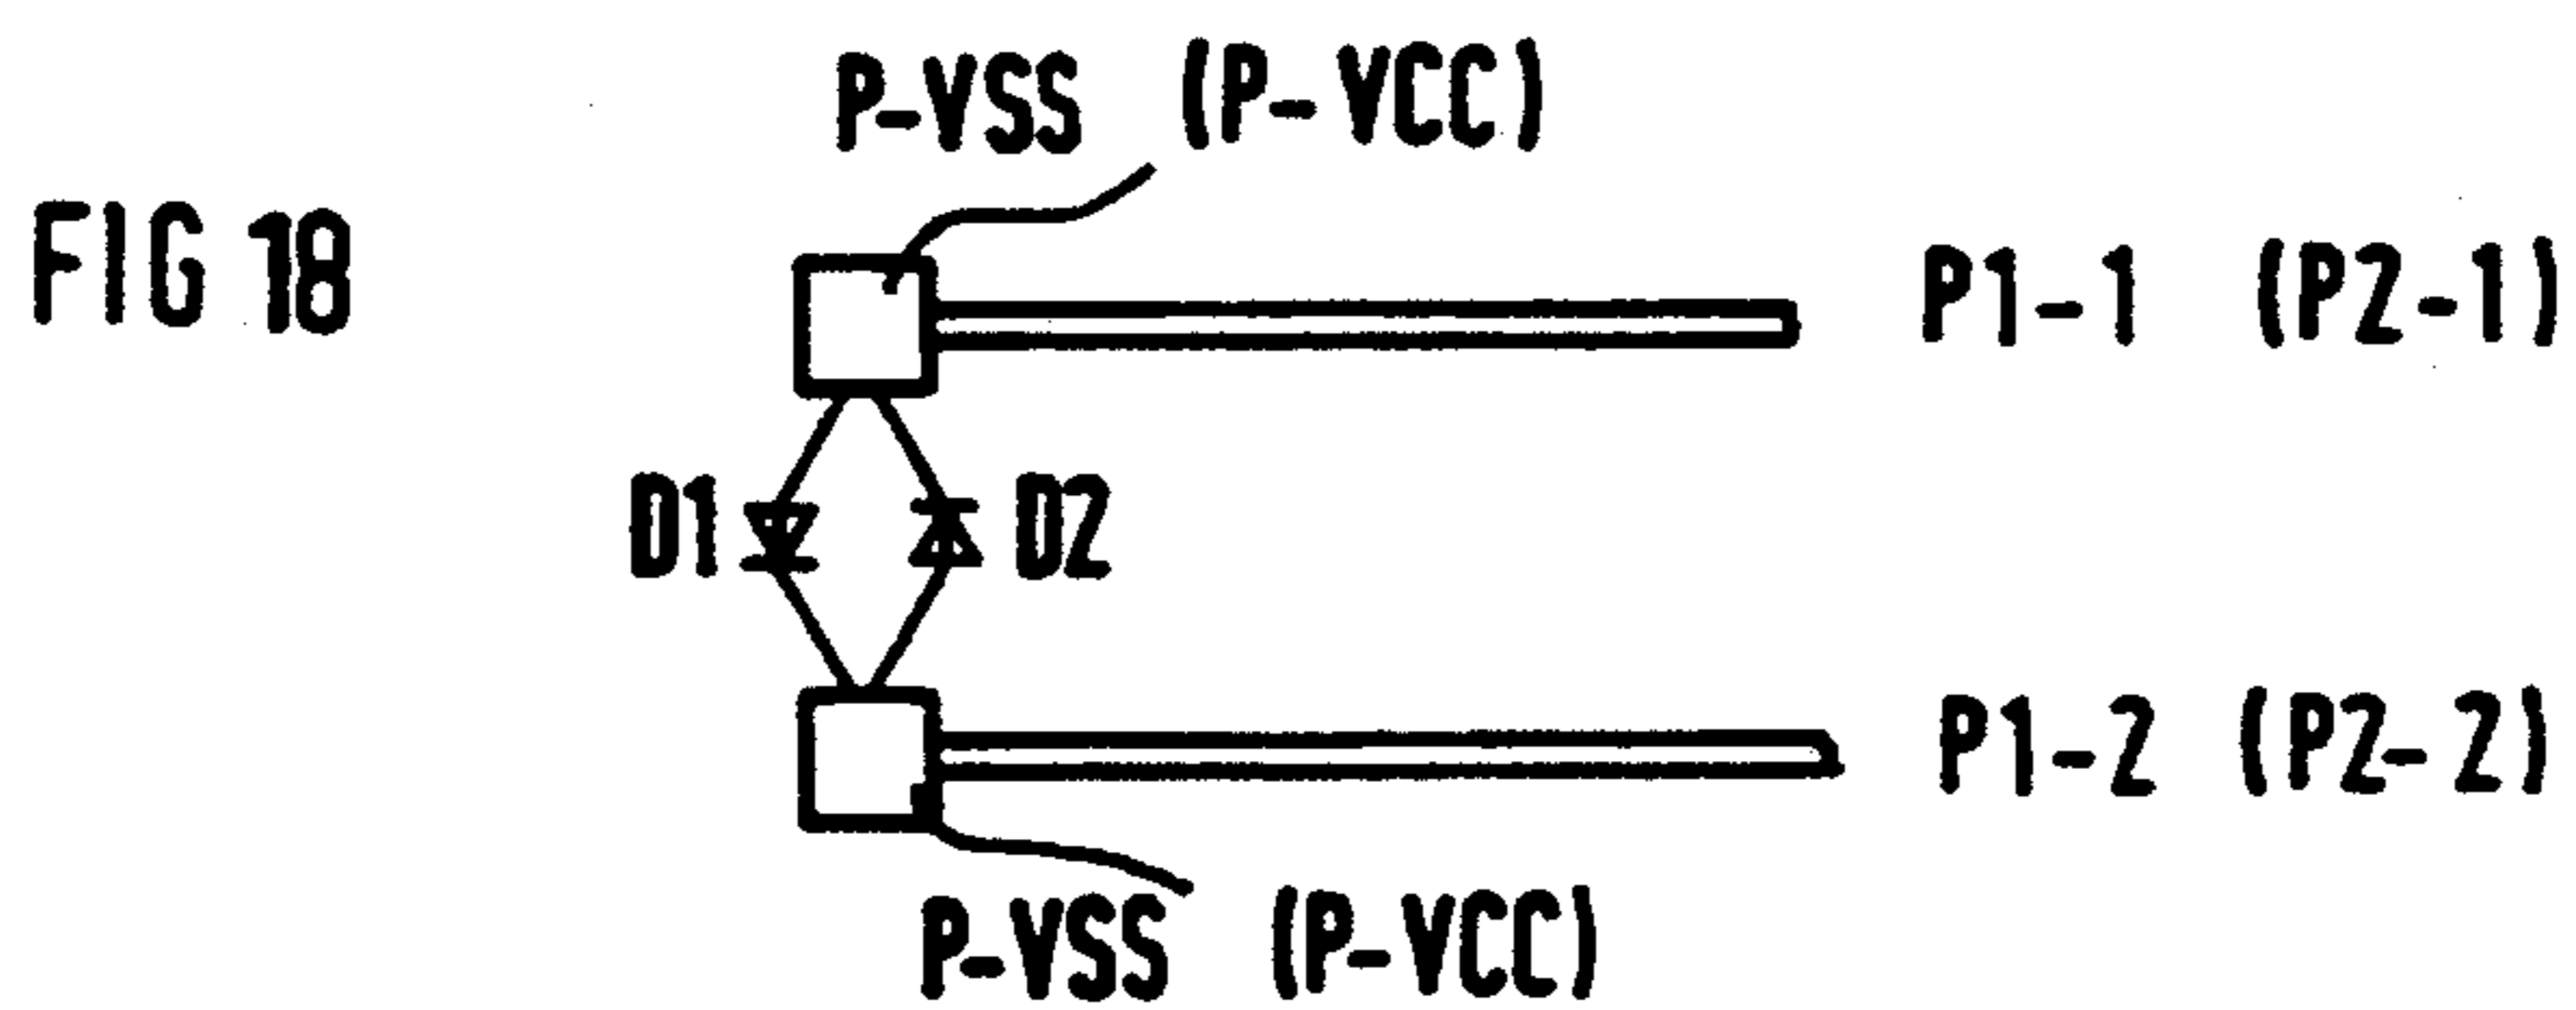 P-VSS (P-VCC)
FIG 18
P1-1 (P2-1)
D1 D2
P1-2 (P2-2)
P-VSS (P-VCC)